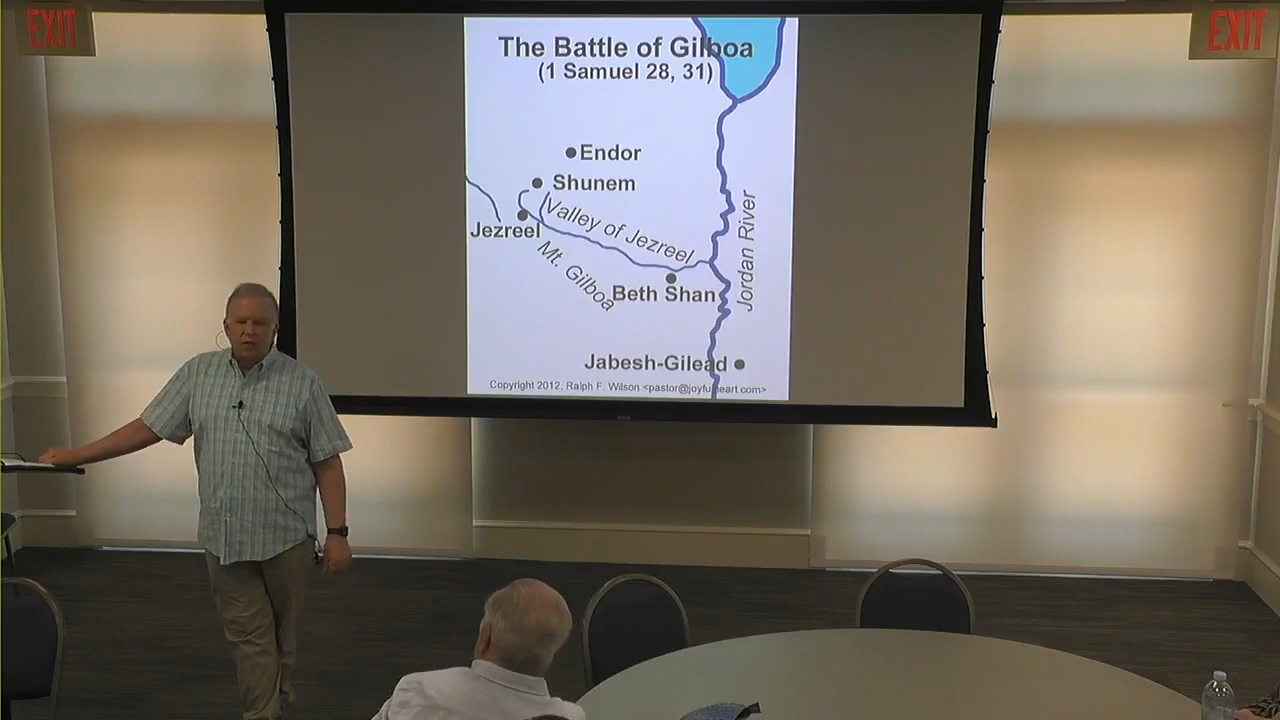 EXIT
EXIT
The Battle of Gilboa
(1 Samuel 28, 31)
Endor
Shunem
Valley of Jezreel
Jezreel
Mt. Gilboa
Beth Shan
Jordan River
Jabesh-Gilead
Copyright 2012, Ralph F. Wilson <pastor@joyfulheart.com>